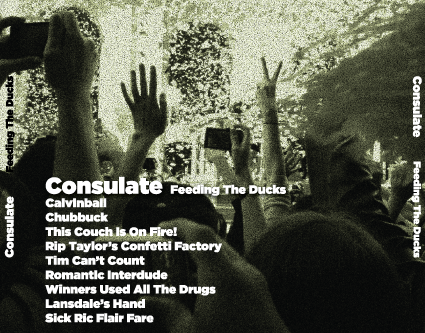 Consulate Feeding The Ducks
Calvinball
Chubbuck
This Couch Is On Fire!
Rip Taylor's Confetti Factory
Tim Can't Count
Romantic Interdude
Winners Used All The Drugs
Lansdale's Hand
Sick Ric Flair Fare
Consulate Feeding The Ducks
Consulate Feeding The Ducks